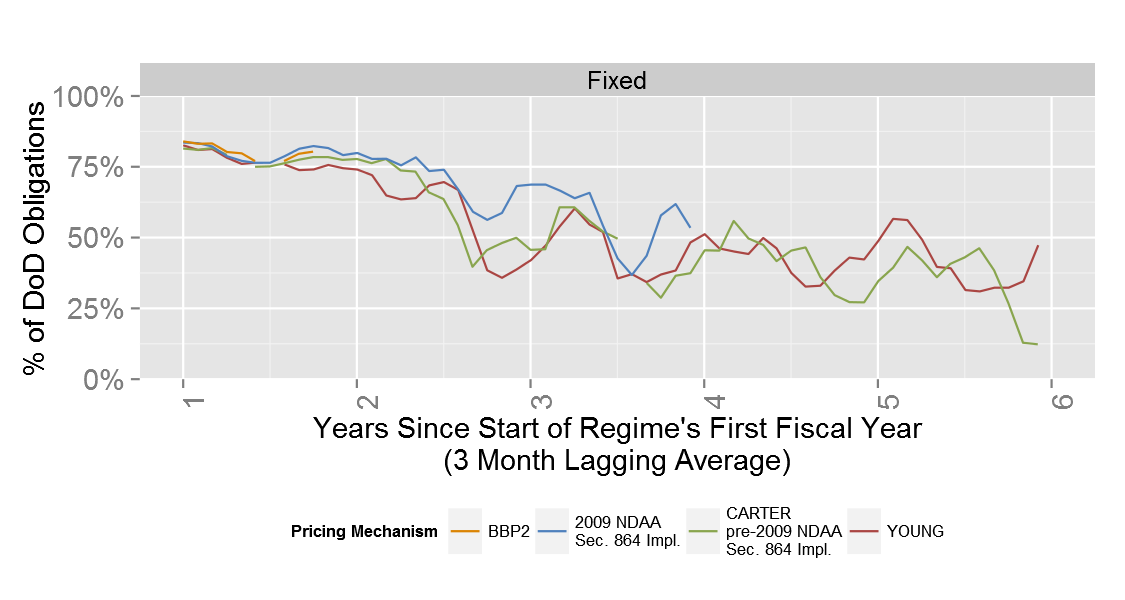 Fixed
100%
75%
50%
25%
0%
% of DoD Obligations
1
2
3
4
5
6
Years Since Start of Regime's First Fiscal Year
(3 Month Lagging Average)
Pricing Mechanism
BBP2
2009 NDAA
Sec. 864 Impl.
CARTER
pre-2009 NDAA
Sec. 864 Impl.
YOUNG